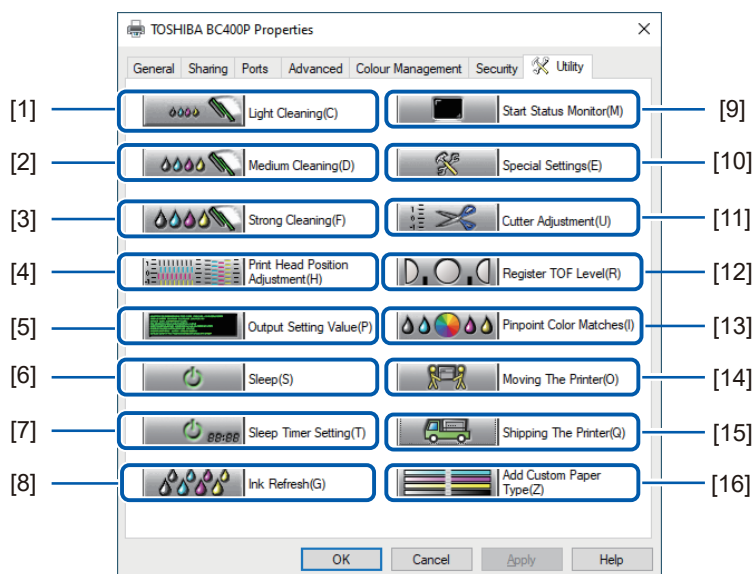 TOSHIBA BC400P Properties
General Sharing Ports Advanced Colour Management Security Utility
[1] Light Cleaning(C) Start Status Monitor(M) [9]
[2] Medium Cleaning(D) Special Settings(E) [10]
[3] Strong Cleaning(F) Cutter Adjustment(U) [11]
[4] Print Head Position Adjustment(H) Register TOF Level(R) [12]
[5] Output Setting Value(P) Pinpoint Color Matches(I) [13]
[6] Sleep(S) Moving The Printer(O) [14]
[7] Sleep Timer Setting(T) Shipping The Printer(Q) [15]
[8] Ink Refresh(G) Add Custom Paper Type(Z) [16]
OK Cancel Apply Help